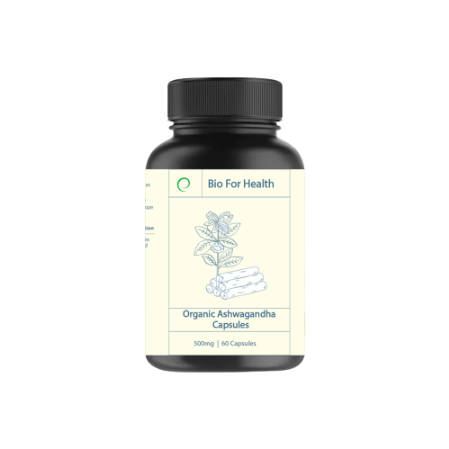 Bio For Health
Organic Ashwagandha
Capsules
500mg | 60 Capsules